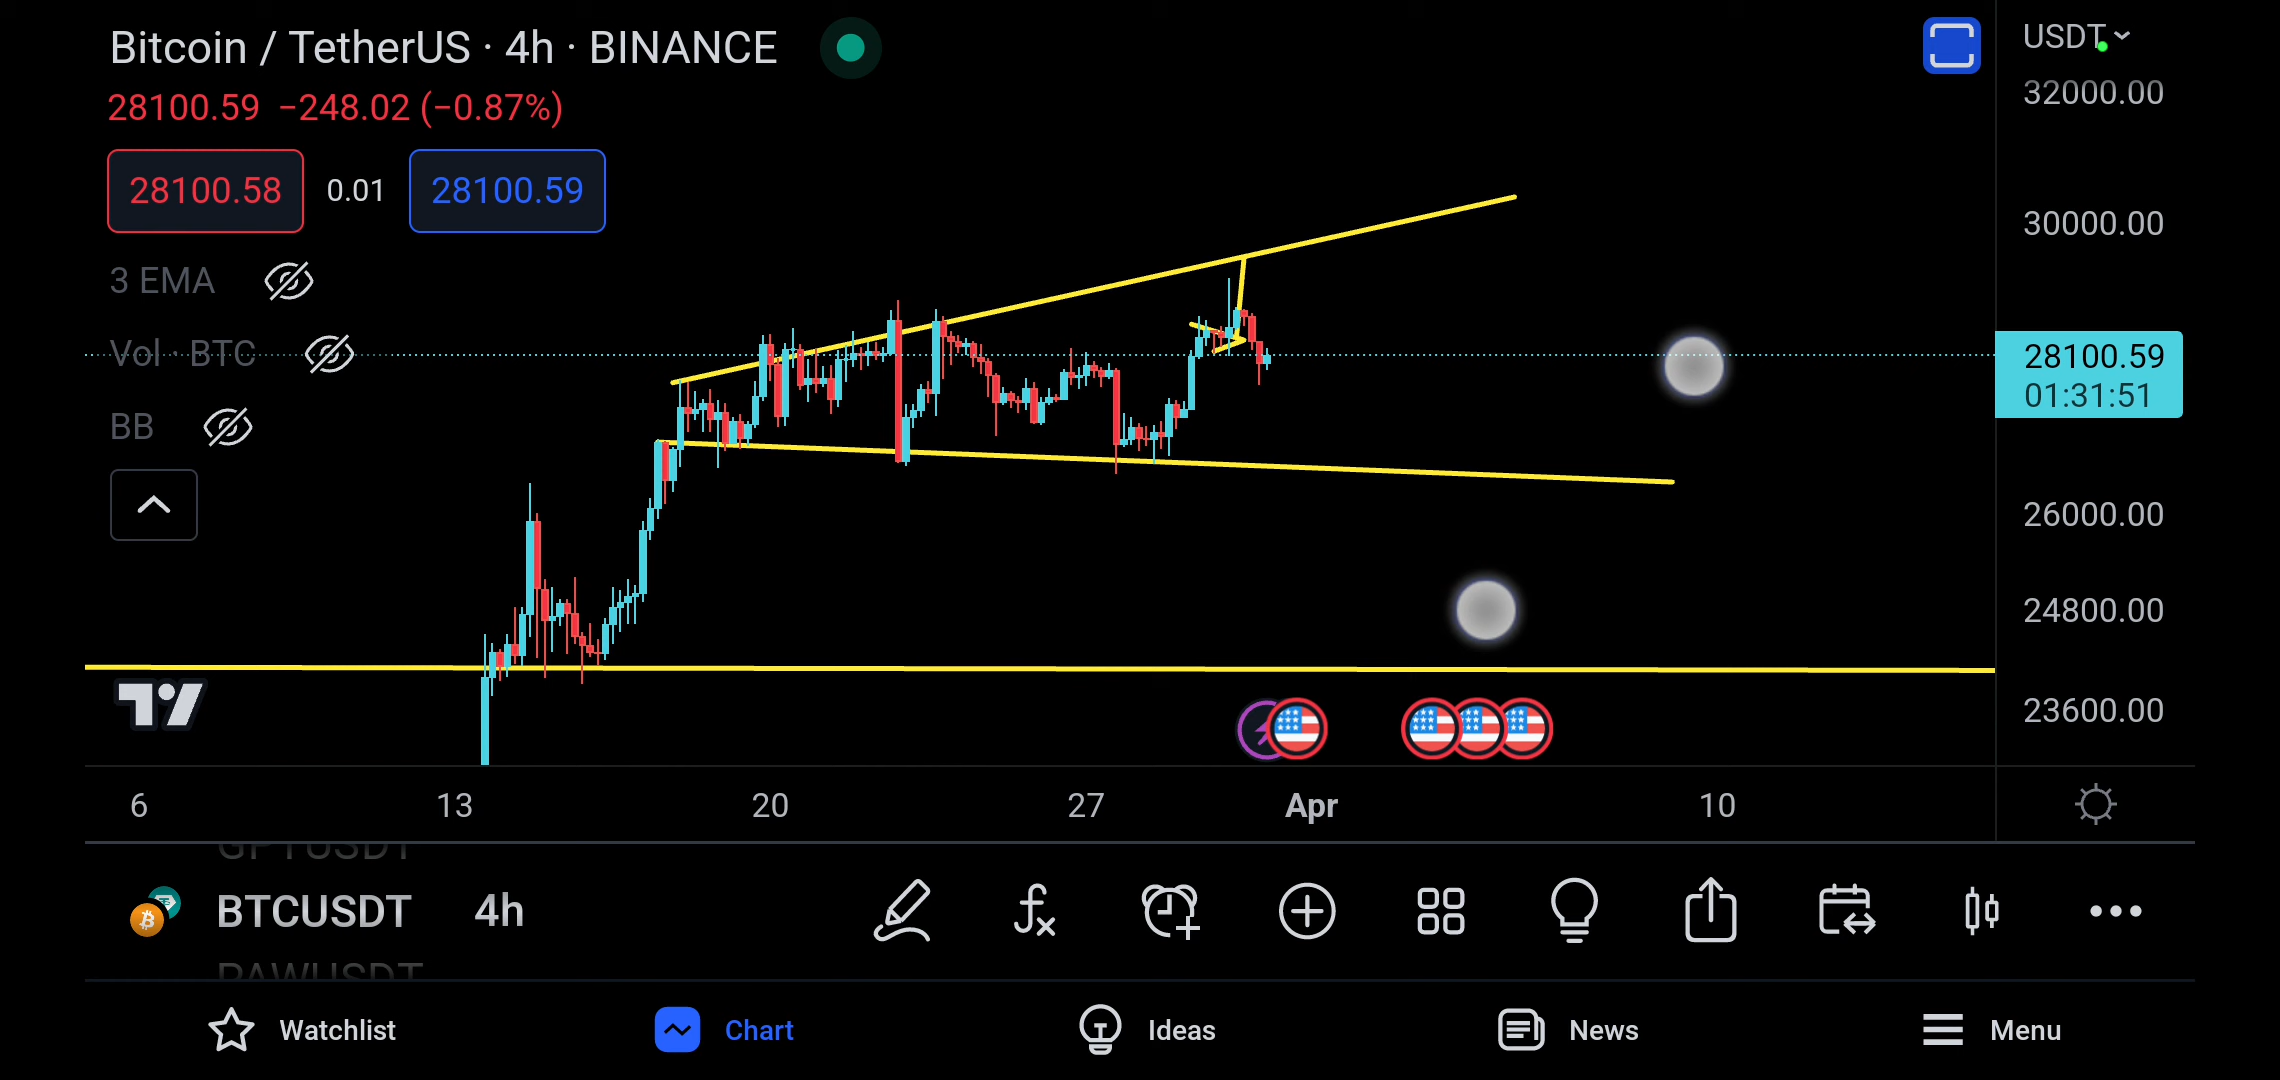 Bitcoin / TetherUS · 4h · BINANCE
USDT
28100.59 −248.02 (−0.87%)
32000.00
28100.58 0.01 28100.59
30000.00
3 EMA
Vol · BTC
28100.59
01:31:51
BB
26000.00
24800.00
23600.00
6 13 20 27 Apr 10
BTCUSDT 4h
Watchlist Chart Ideas News Menu